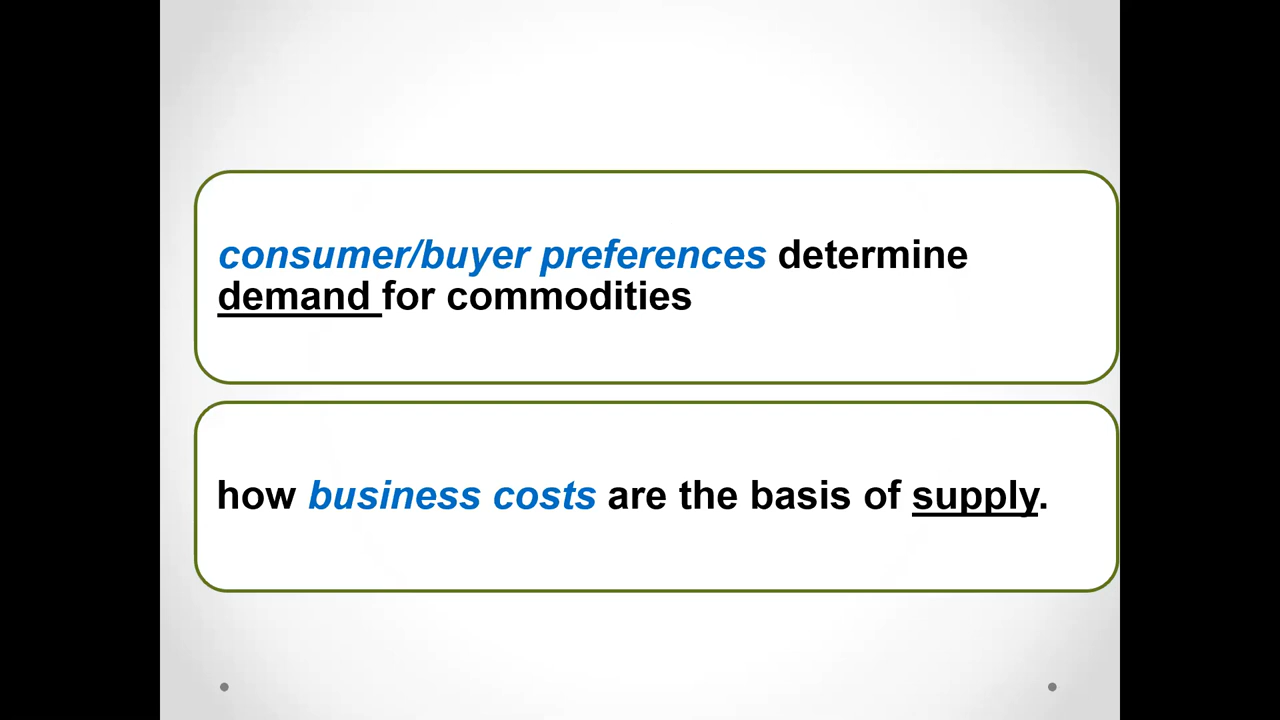 consumer/buyer preferences determine
demand for commodities
how business costs are the basis of supply.